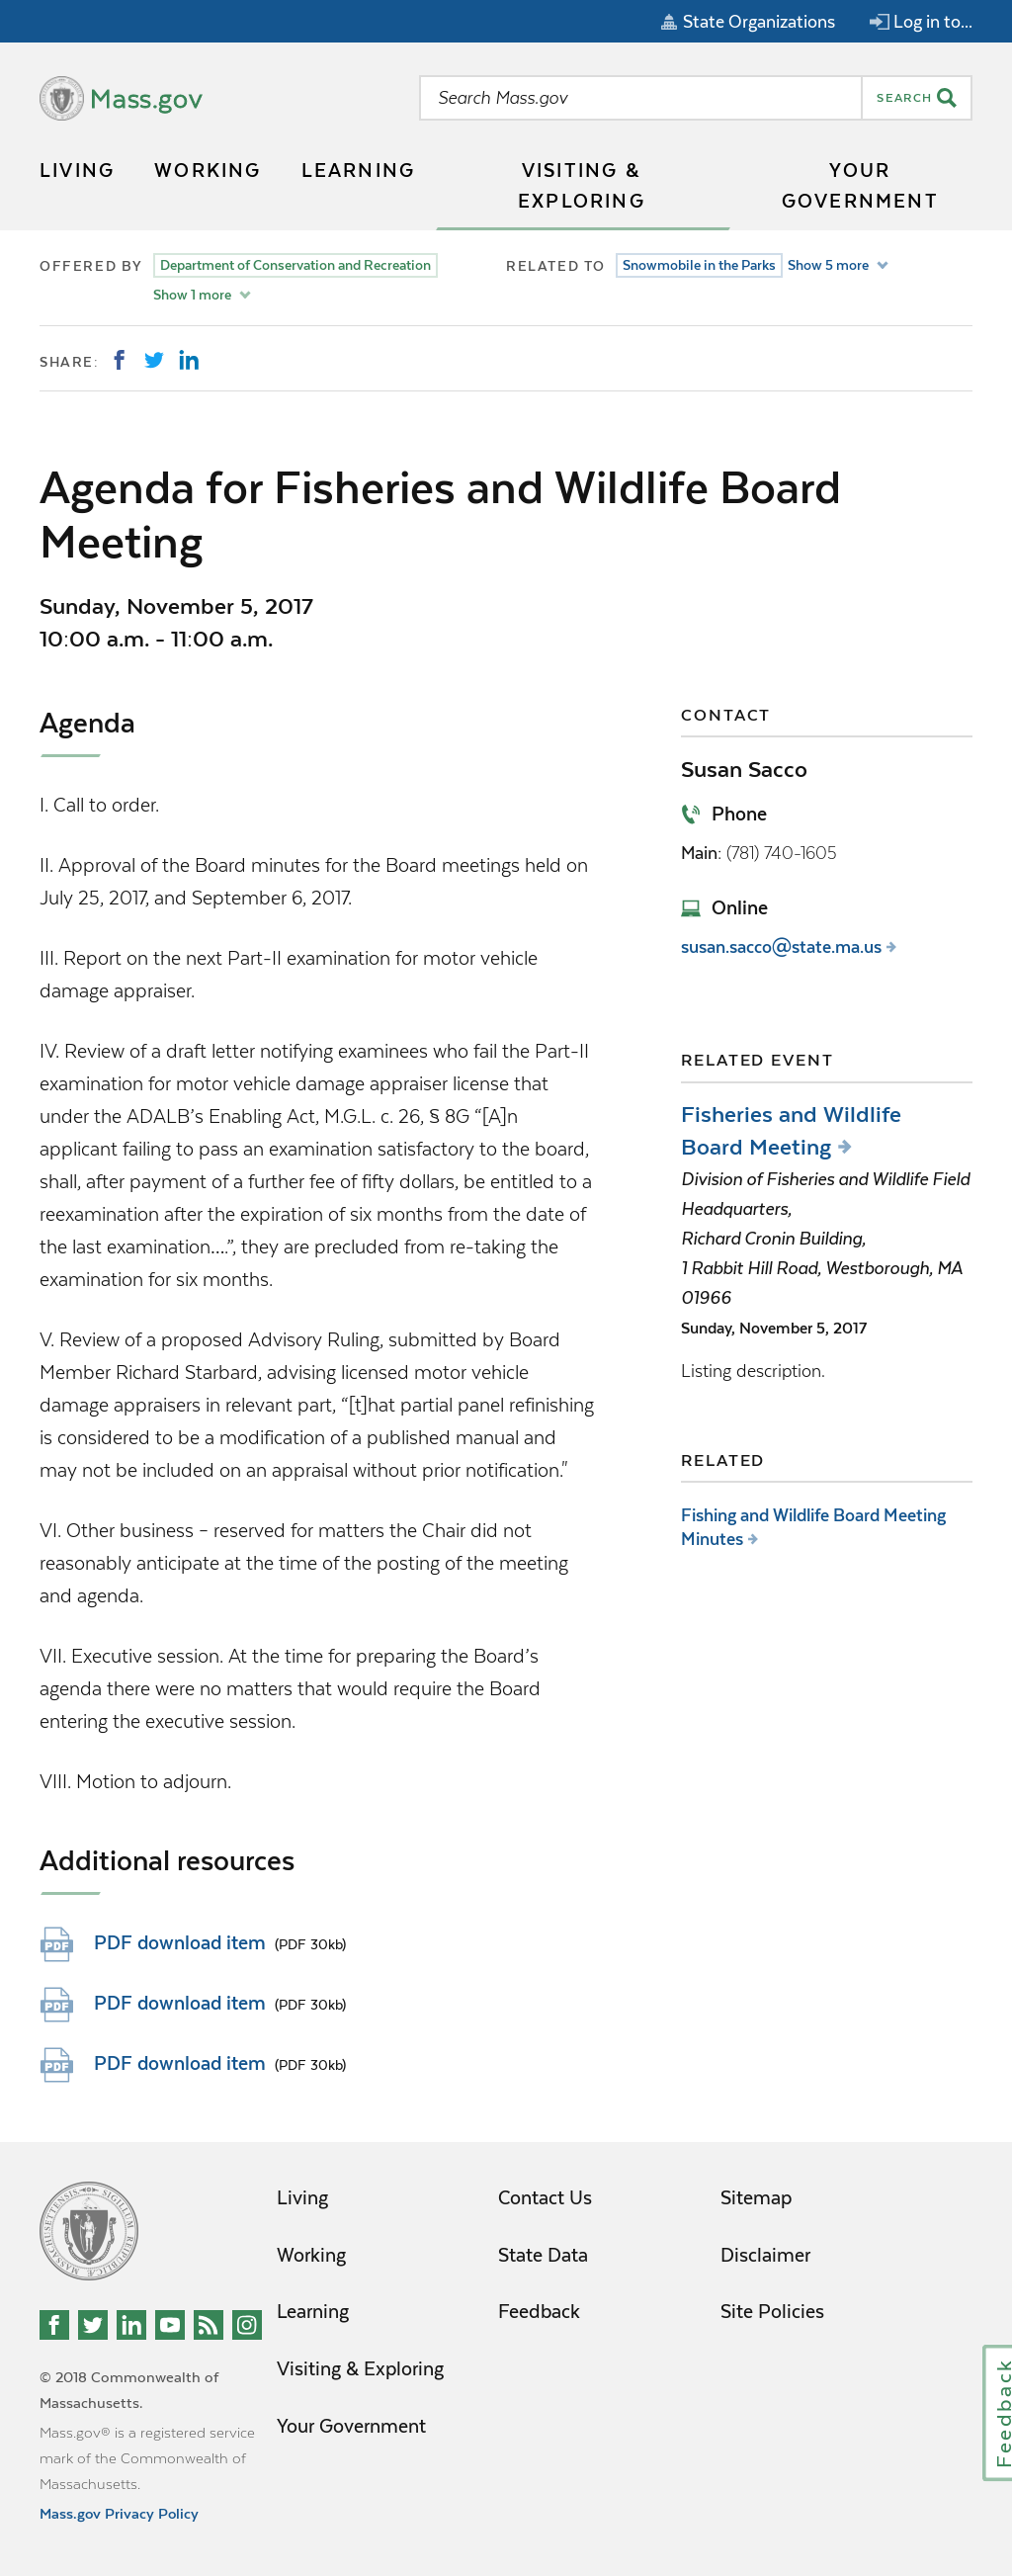 State Organizations
Log in to...
Mass.gov
Search Mass.gov
SEARCH
LIVING
WORKING
LEARNING
VISITING &
EXPLORING
YOUR
GOVERNMENT
OFFERED BY
Department of Conservation and Recreation
Show 1 more
RELATED TO
Snowmobile in the Parks
Show 5 more
SHARE:
Agenda for Fisheries and Wildlife Board
Meeting
Sunday, November 5, 2017
10:00 a.m. - 11:00 a.m.
Agenda
I. Call to order.
II. Approval of the Board minutes for the Board meetings held on
July 25, 2017, and September 6, 2017.
III. Report on the next Part-II examination for motor vehicle
damage appraiser.
IV. Review of a draft letter notifying examinees who fail the Part-II
examination for motor vehicle damage appraiser license that
under the ADALB’s Enabling Act, M.G.L. c. 26, § 8G “[A]n
applicant failing to pass an examination satisfactory to the board,
shall, after payment of a further fee of fifty dollars, be entitled to a
reexamination after the expiration of six months from the date of
the last examination….”, they are precluded from re-taking the
examination for six months.
V. Review of a proposed Advisory Ruling, submitted by Board
Member Richard Starbard, advising licensed motor vehicle
damage appraisers in relevant part, “[t]hat partial panel refinishing
is considered to be a modification of a published manual and
may not be included on an appraisal without prior notification."
VI. Other business – reserved for matters the Chair did not
reasonably anticipate at the time of the posting of the meeting
and agenda.
VII. Executive session. At the time for preparing the Board’s
agenda there were no matters that would require the Board
entering the executive session.
VIII. Motion to adjourn.
Additional resources
PDF
PDF download item (PDF 30kb)
PDF
PDF download item (PDF 30kb)
PDF
PDF download item (PDF 30kb)
CONTACT
Susan Sacco
Phone
Main: (781) 740-1605
Online
susan.sacco@state.ma.us
RELATED EVENT
Fisheries and Wildlife
Board Meeting
Division of Fisheries and Wildlife Field
Headquarters,
Richard Cronin Building,
1 Rabbit Hill Road, Westborough, MA
01966
Sunday, November 5, 2017
Listing description.
RELATED
Fishing and Wildlife Board Meeting
Minutes
Living
Working
Learning
Visiting & Exploring
Your Government
Contact Us
State Data
Feedback
Sitemap
Disclaimer
Site Policies
© 2018 Commonwealth of
Massachusetts.
Mass.gov® is a registered service
mark of the Commonwealth of
Massachusetts.
Mass.gov Privacy Policy
Feedback